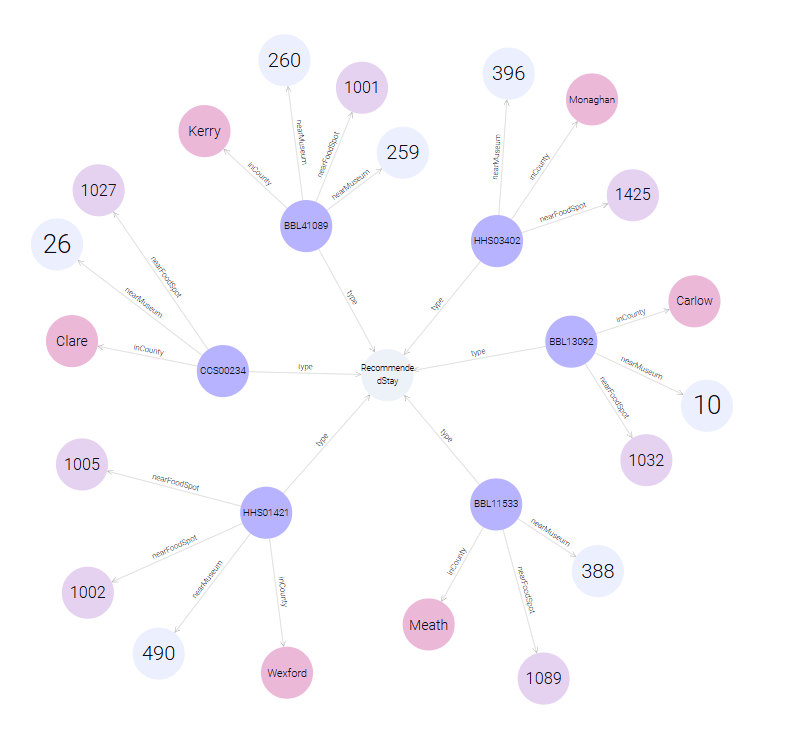 260
1001
396
Monaghan
Kerry
nearMuseum
nearFoodSpot
259
nearMuseum
inCounty
nearMuseum
inCounty
1027
nearFoodSpot
1425
BBL41089
HHS03402
26
nearFoodSpot
nearMuseum
type
type
Carlow
inCounty
Clare
inCounty
BBL13092
type
CCS00234
type
Recommende
dStay
nearMuseum
nearFoodSpot
10
type
type
1032
1005
nearFoodSpot
BBL11533
HHS01421
nearFoodSpot
nearMuseum
nearMuseum
388
inCounty
inCounty
nearFoodSpot
1002
Meath
490
Wexford
1089